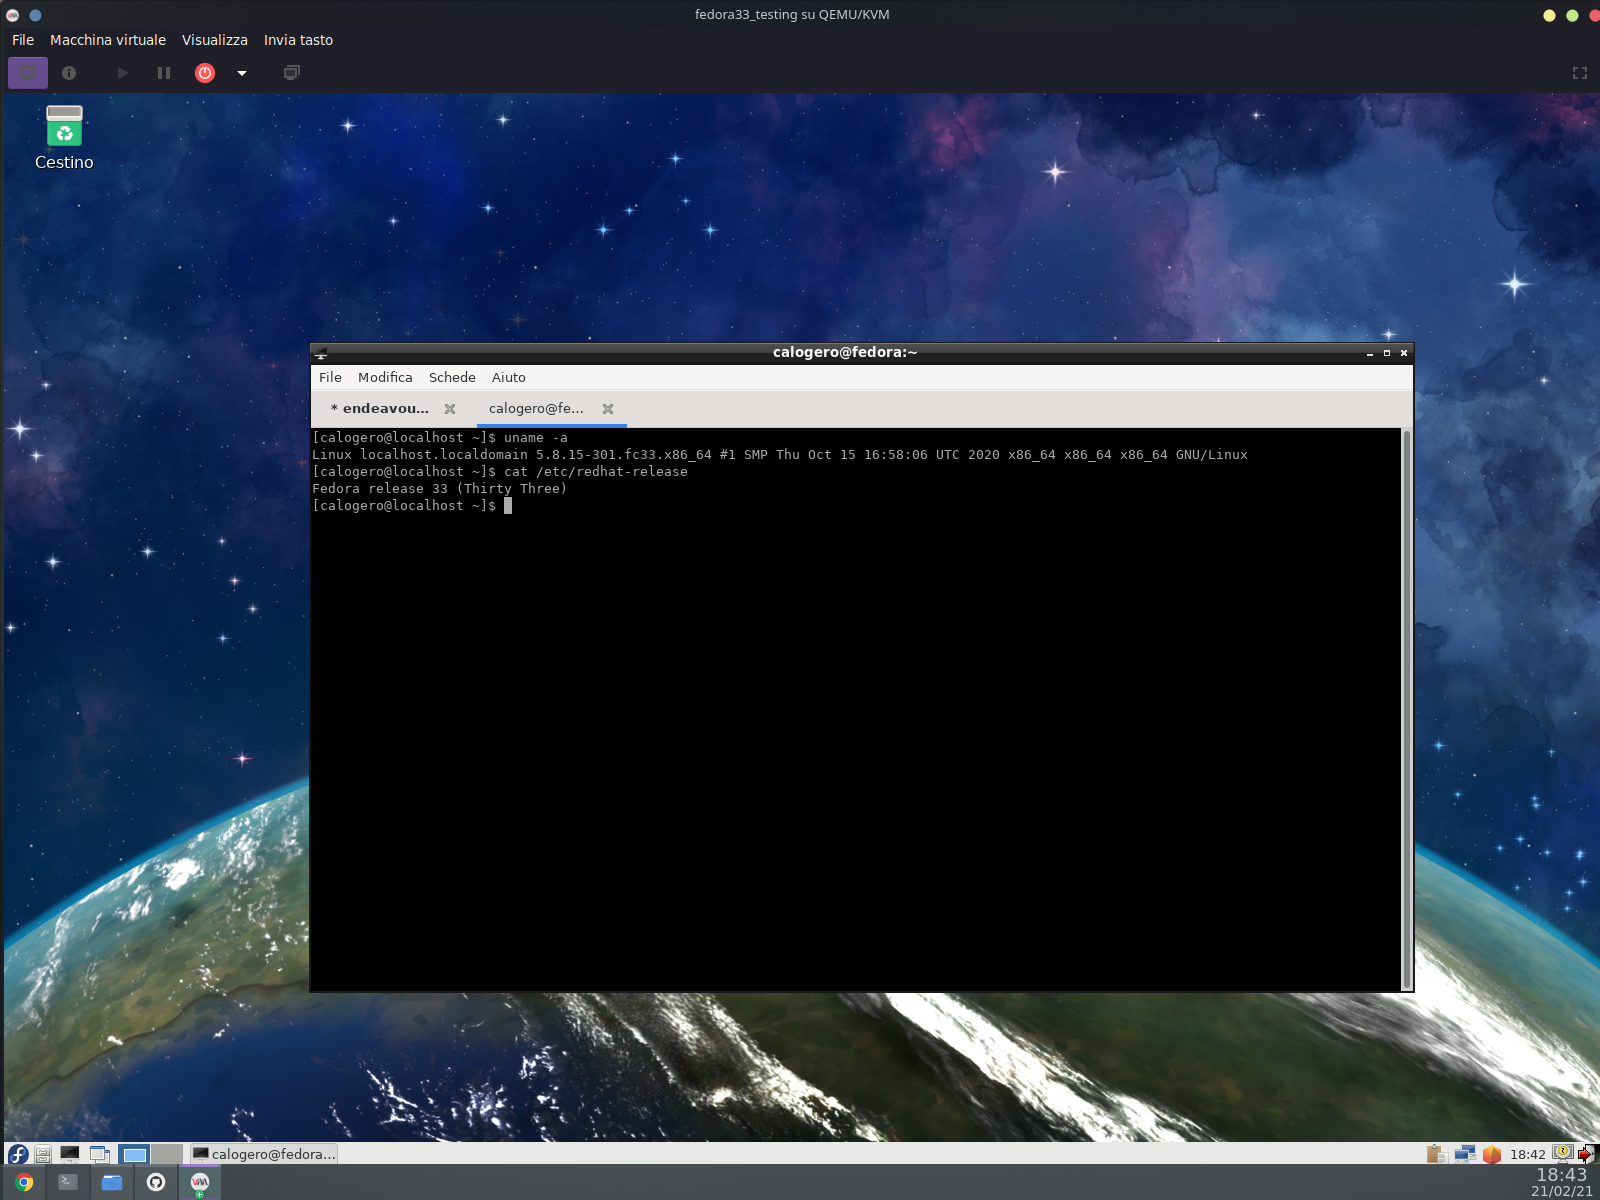 fedora33_testing su QEMU/KVM
File Macchina virtuale Visualizza Invia tasto
Cestino
calogero@fedora:~
File Modifica Schede Aiuto
* endeavou... calogero@fe...
[calogero@localhost ~]$ uname -a
Linux localhost.localdomain 5.8.15-301.fc33.x86_64 #1 SMP Thu Oct 15 16:58:06 UTC 2020 x86_64 x86_64 x86_64 GNU/Linux
[calogero@localhost ~]$ cat /etc/redhat-release
Fedora release 33 (Thirty Three)
[calogero@localhost ~]$
calogero@fedora... 18:42
18:43
21/02/21